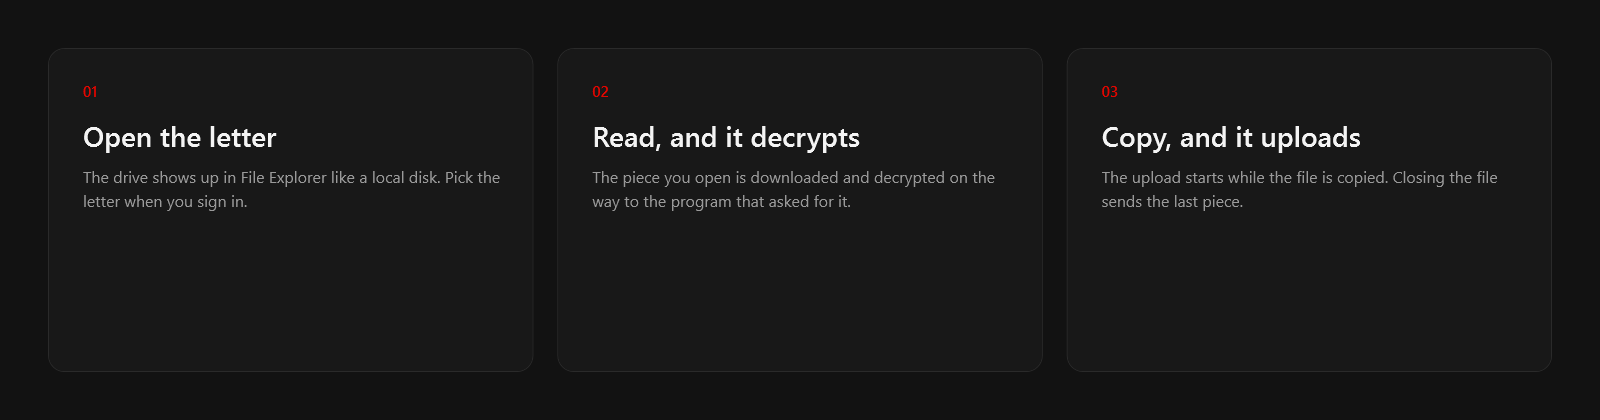 01
Open the letter
The drive shows up in File Explorer like a local disk. Pick the
letter when you sign in.
02
Read, and it decrypts
The piece you open is downloaded and decrypted on the
way to the program that asked for it.
03
Copy, and it uploads
The upload starts while the file is copied. Closing the file
sends the last piece.